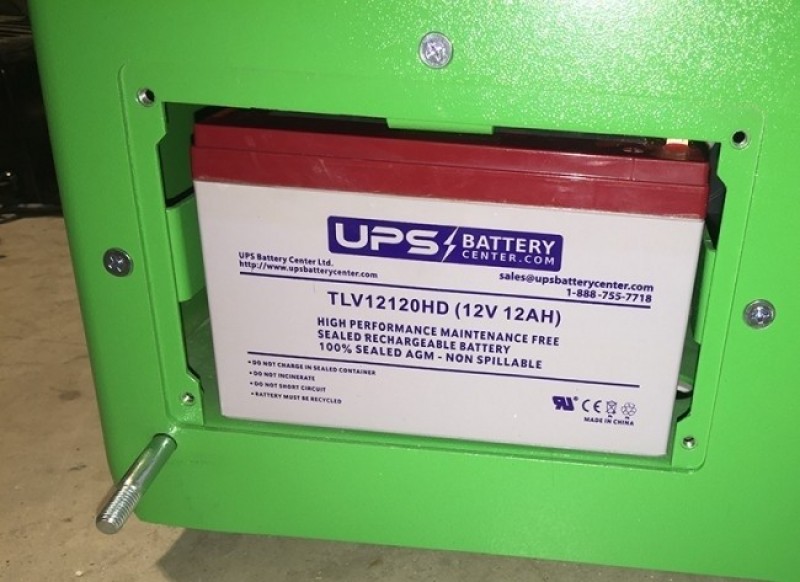 UPS BATTERY
CENTER.COM
UPS Battery Center Ltd.
http://www.upsbatterycenter.com
sales@upsbatterycenter.com
1-888-755-7718
TLV12120HD (12V 12AH)
HIGH PERFORMANCE MAINTENANCE FREE
SEALED RECHARGEABLE BATTERY
100% SEALED AGM - NON SPILLABLE
• DO NOT CHARGE IN SEALED CONTAINER
• DO NOT INCINERATE
• DO NOT SHORT CIRCUIT
• BATTERY MUST BE RECYCLED
CE
MADE IN CHINA